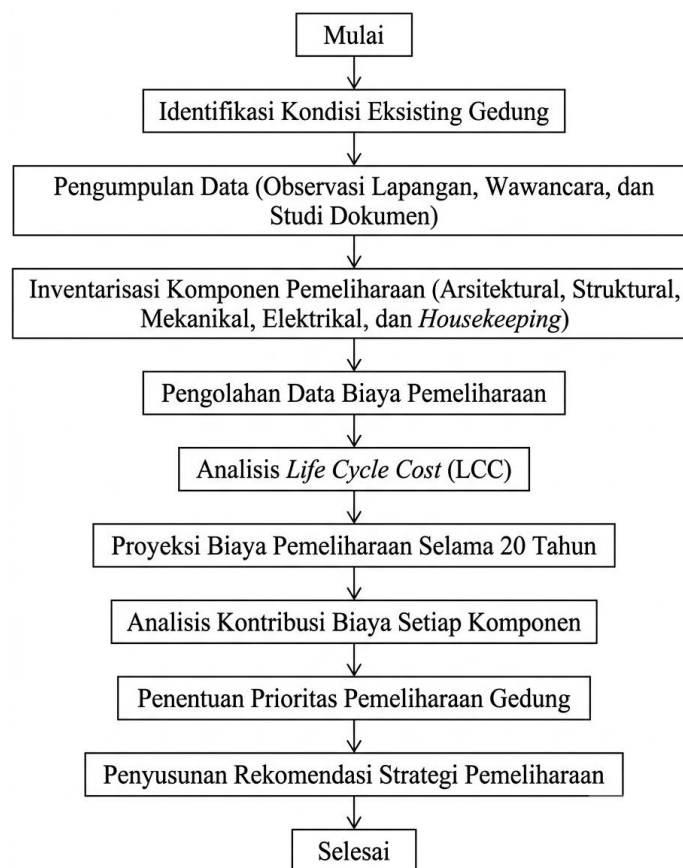 Mulai
Identifikasi Kondisi Eksisting Gedung
Pengumpulan Data (Observasi Lapangan, Wawancara, dan
Studi Dokumen)
Inventarisasi Komponen Pemeliharaan (Arsitektural, Struktural,
Mekanikal, Elektrikal, dan Housekeeping)
Pengolahan Data Biaya Pemeliharaan
Analisis Life Cycle Cost (LCC)
Proyeksi Biaya Pemeliharaan Selama 20 Tahun
Analisis Kontribusi Biaya Setiap Komponen
Penentuan Prioritas Pemeliharaan Gedung
Penyusunan Rekomendasi Strategi Pemeliharaan
Selesai